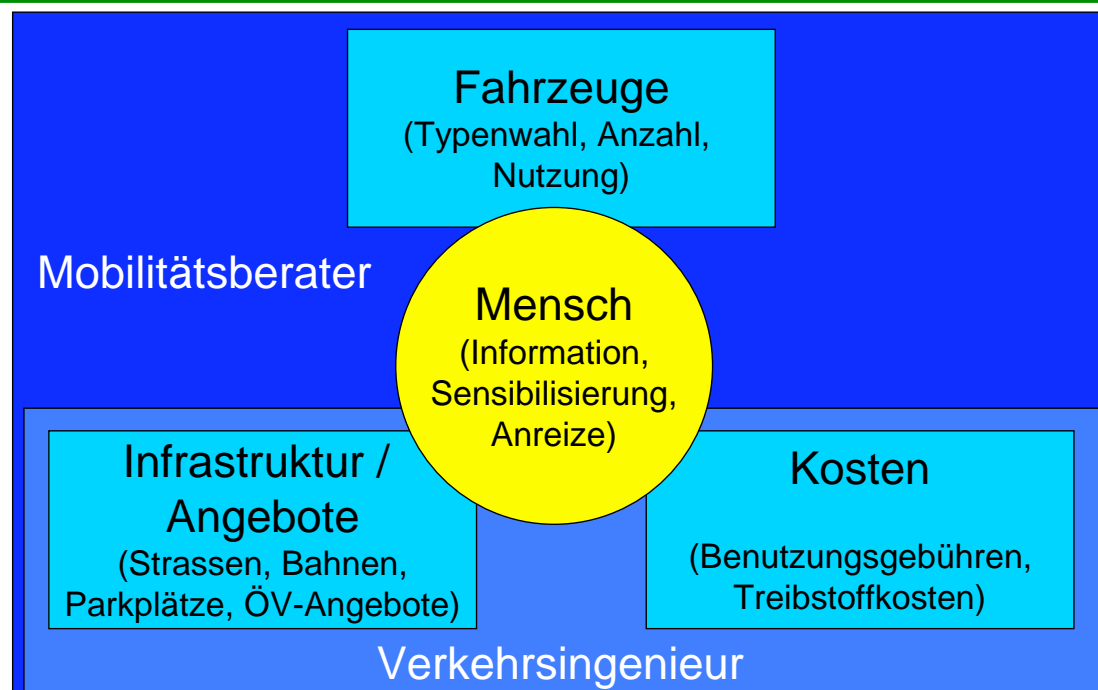 Fahrzeuge
(Typenwahl, Anzahl,
Nutzung)
Mobilitätsberater
Mensch
(Information,
Sensibilisierung,
Anreize)
Infrastruktur /
Angebote
(Strassen, Bahnen,
Parkplätze, ÖV-Angebote)
Kosten
(Benutzungsgebühren,
Treibstoffkosten)
Verkehrsingenieur